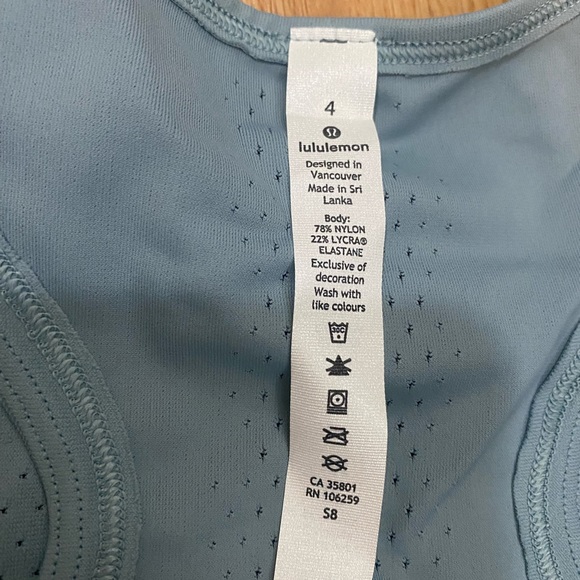 4
lululemon
Designed in
Vancouver
Made in Sri
Lanka
Body:
78% NYLON
22% LYCRA®
ELASTANE
Exclusive of
decoration
Wash with
like colours
30C
CA 35801
RN 106259
S8